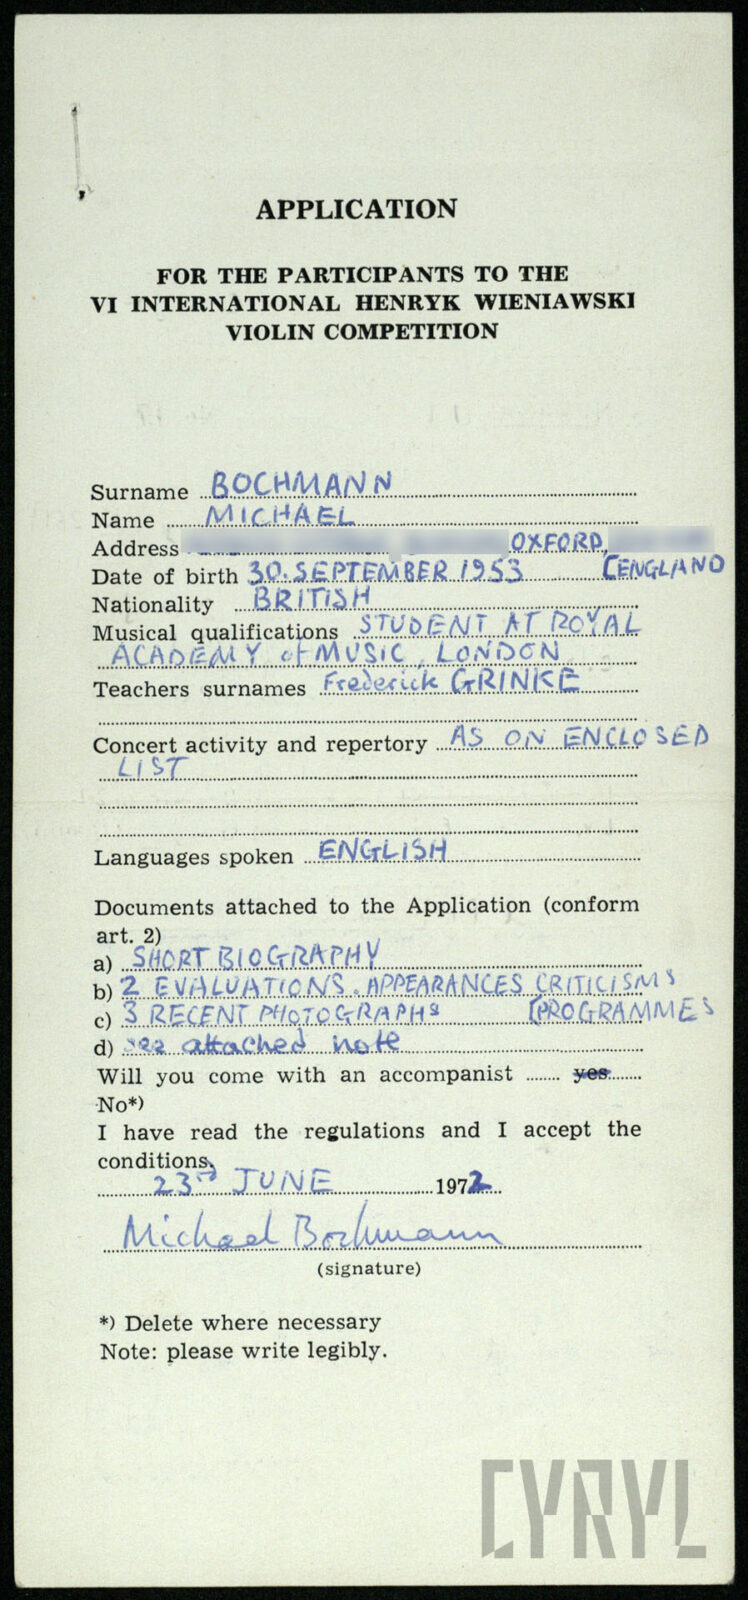 APPLICATION
FOR THE PARTICIPANTS TO THE
VI INTERNATIONAL HENRYK WIENIAWSKI
VIOLIN COMPETITION
Surname BOCHMANN
Name MICHAEL
Address OXFORD,
Date of birth 30. SEPTEMBER 1953 [ENGLAND
Nationality BRITISH
Musical qualifications STUDENT AT ROYAL
ACADEMY of MUSIC, LONDON
Teachers surnames Frederick GRINKE
Concert activity and repertory AS ON ENCLOSED
LIST
Languages spoken ENGLISH
Documents attached to the Application (conform
art. 2)
a) SHORT BIOGRAPHY
b) 2 EVALUATIONS. APPEARANCES CRITICISMS
c) 3 RECENT PHOTOGRAPHS [PROGRAMMES
d) see attached note
Will you come with an accompanist ....... yes.......
No*)
I have read the regulations and I accept the
conditions.
23rd JUNE 1972
Michael Bochmann
(signature)
*) Delete where necessary
Note: please write legibly.
CYRYL